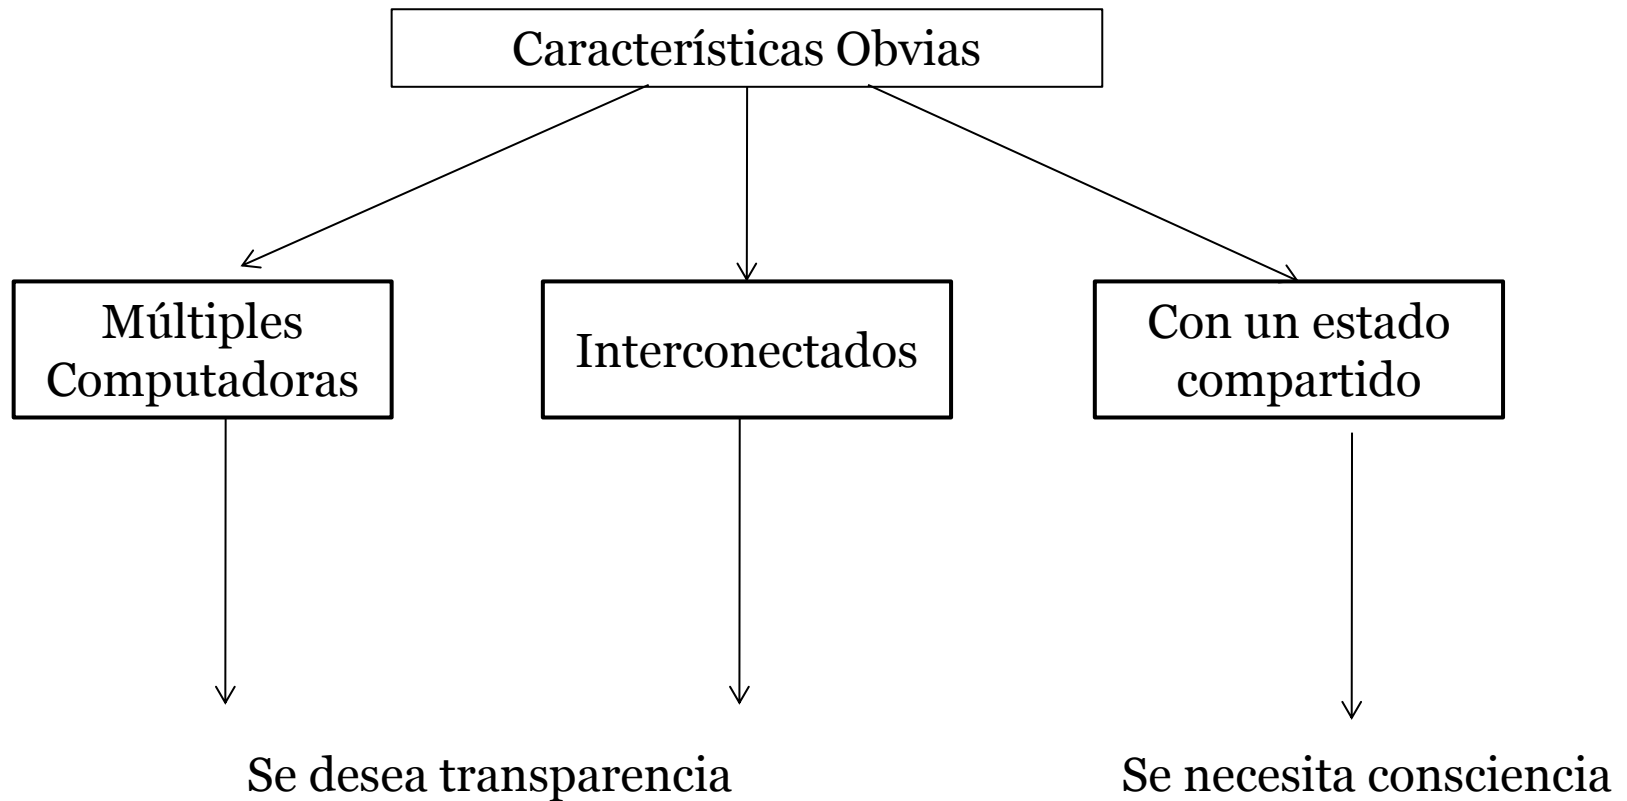 Características Obvias
Múltiples
Computadoras
Interconectados
Con un estado
compartido
Se desea transparencia
Se necesita consciencia